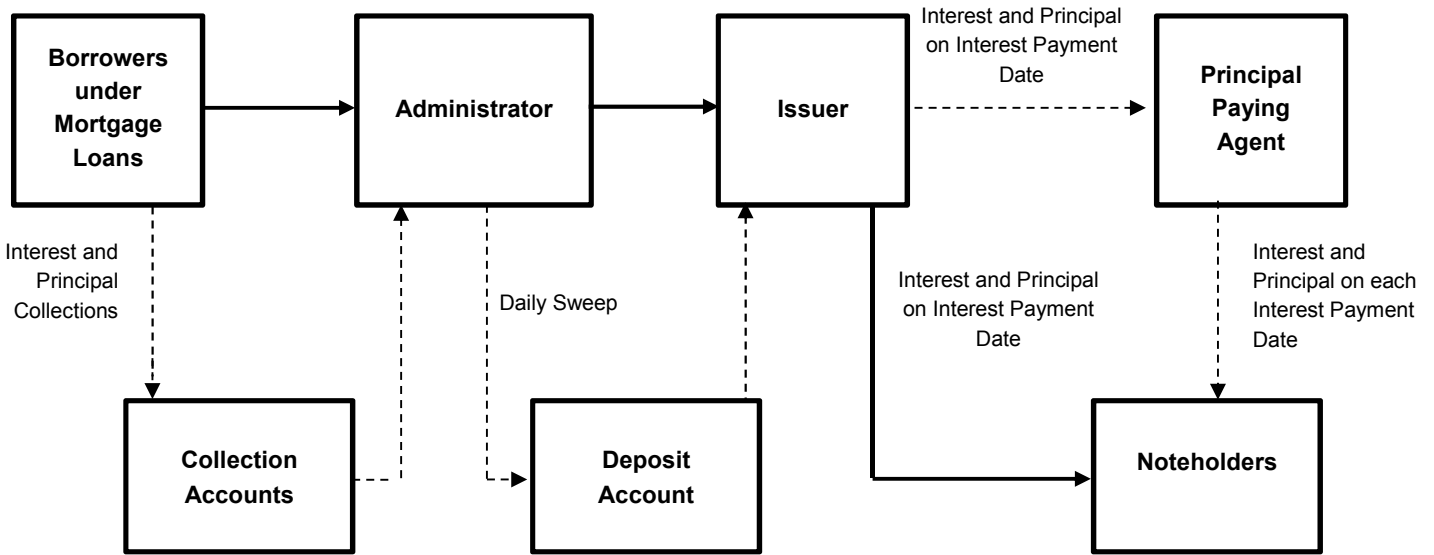 Borrowers
under
Mortgage
Loans
Administrator
Issuer
Interest and Principal
on Interest Payment
Date
Principal
Paying
Agent
Interest and
Principal
Collections
Daily Sweep
Interest and Principal
on Interest Payment
Date
Interest and
Principal on each
Interest Payment
Date
Collection
Accounts
Deposit
Account
Noteholders